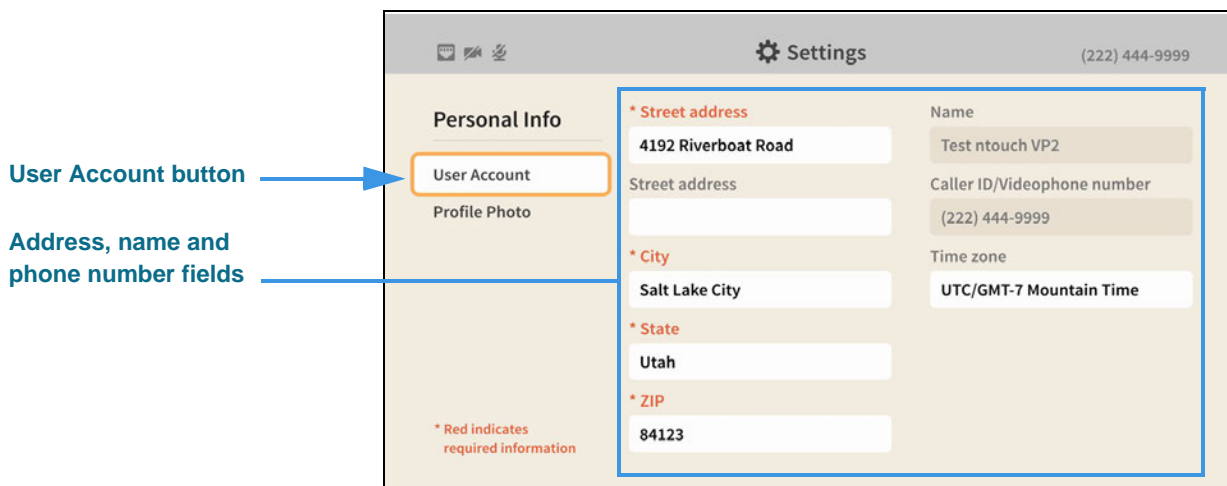 Settings
(222) 444-9999
Personal Info
User Account
Profile Photo
* Red indicates
required information
* Street address
4192 Riverboat Road
Street address
* City
Salt Lake City
* State
Utah
* ZIP
84123
Name
Test ntouch VP2
Caller ID/Videophone number
(222) 444-9999
Time zone
UTC/GMT-7 Mountain Time
User Account button
Address, name and
phone number fields